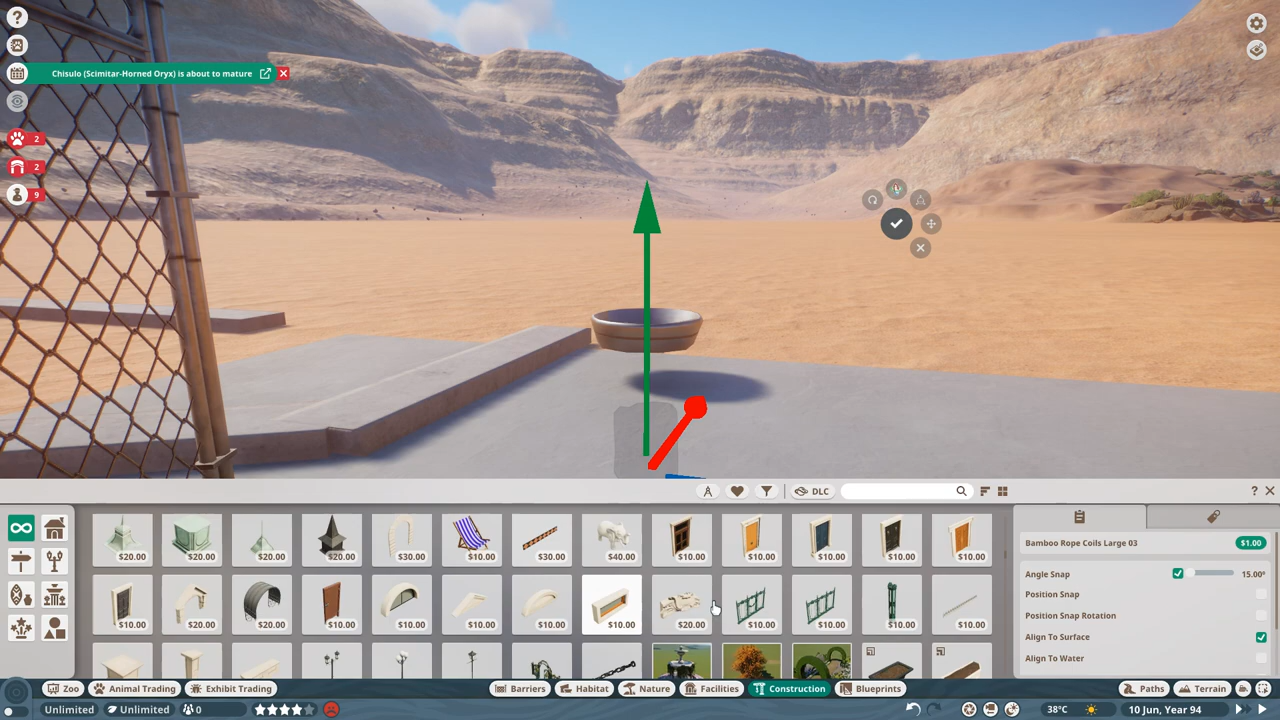 ?
Chisulo (Scimitar-Horned Oryx) is about to mature
2
2
9
DLC
? 
$20.00 $20.00 $20.00 $20.00 $30.00 $10.00 $30.00 $40.00 $10.00 $10.00 $10.00 $10.00 $10.00
$10.00 $20.00 $20.00 $10.00 $10.00 $10.00 $10.00 $10.00 $20.00 $10.00 $10.00 $10.00 $10.00
Bamboo Rope Coils Large 03 $1.00
Angle Snap 15.00°
Position Snap
Position Snap Rotation
Align To Surface
Align To Water
Zoo Animal Trading Exhibit Trading Barriers Habitat Nature Facilities Construction Blueprints Paths Terrain
Unlimited Unlimited 0 38°C 10 Jun, Year 94